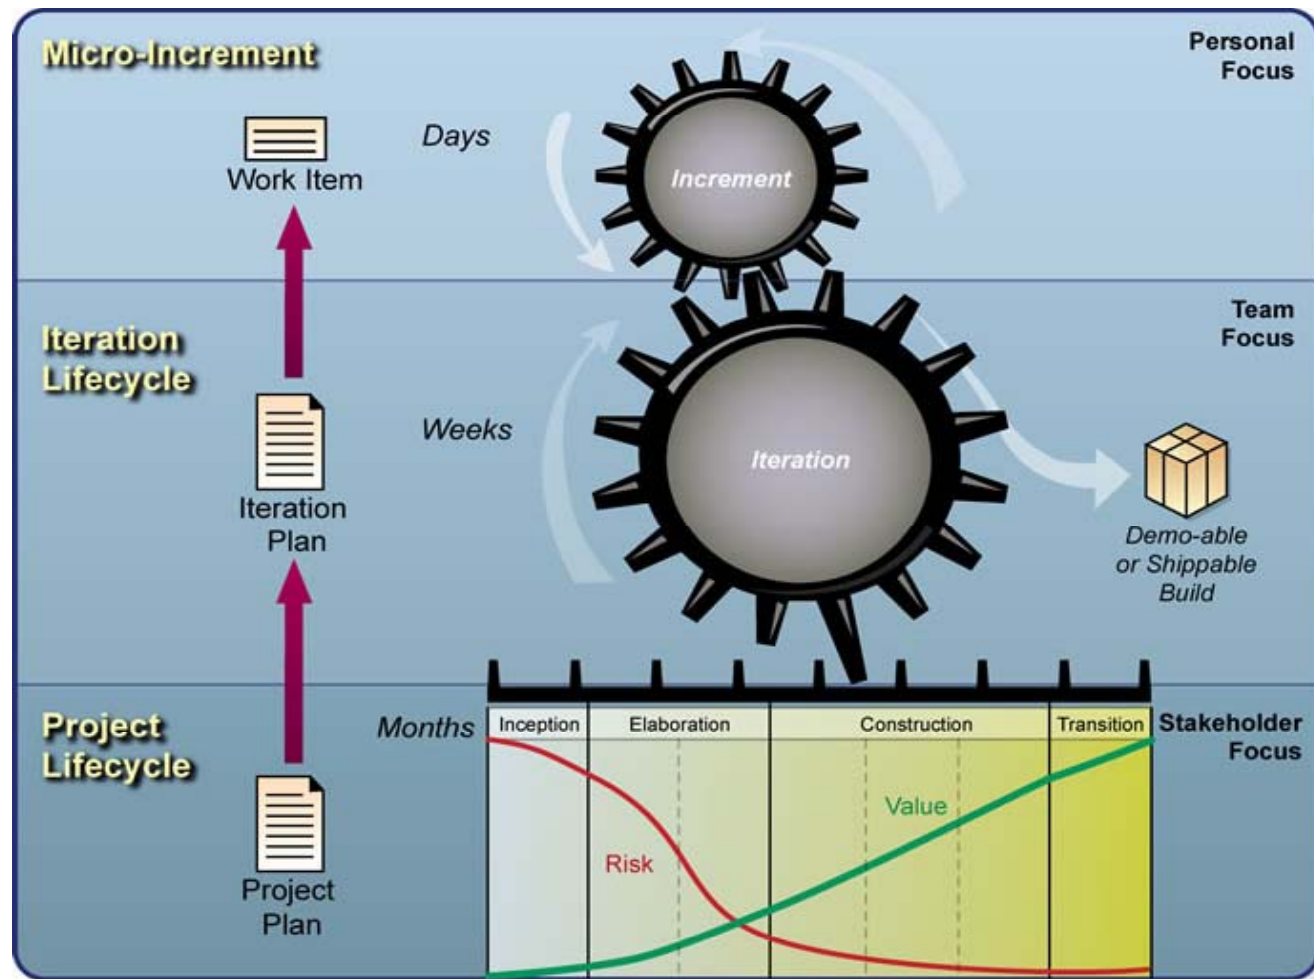 Micro-Increment
Personal
Focus
Days
Work Item
Increment
Iteration
Lifecycle
Team
Focus
Weeks
Iteration
Iteration
Plan
Demo-able
or Shippable
Build
Project
Lifecycle
Months
Inception
Elaboration
Construction
Transition
Stakeholder
Focus
Value
Risk
Project
Plan